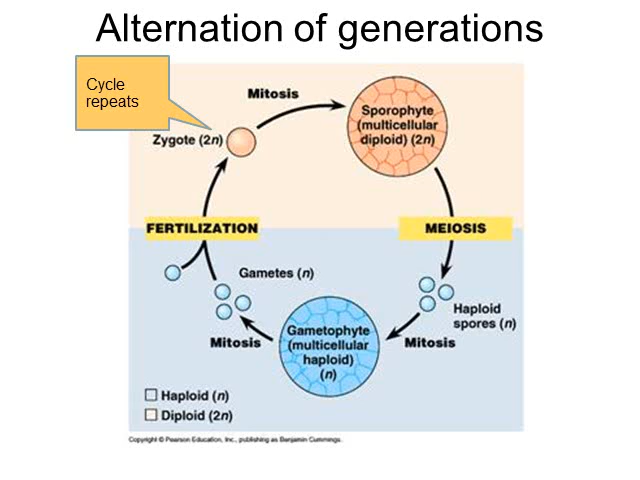 Alternation of generations
Cycle
repeats
Mitosis
Sporophyte
(multicellular
diploid) (2n)
Zygote (2n)
FERTILIZATION
MEIOSIS
Gametes (n)
Haploid
spores (n)
Gametophyte
(multicellular
haploid)
(n)
Mitosis
Mitosis
Haploid (n)
Diploid (2n)
Copyright © Pearson Education, Inc., publishing as Benjamin Cummings.